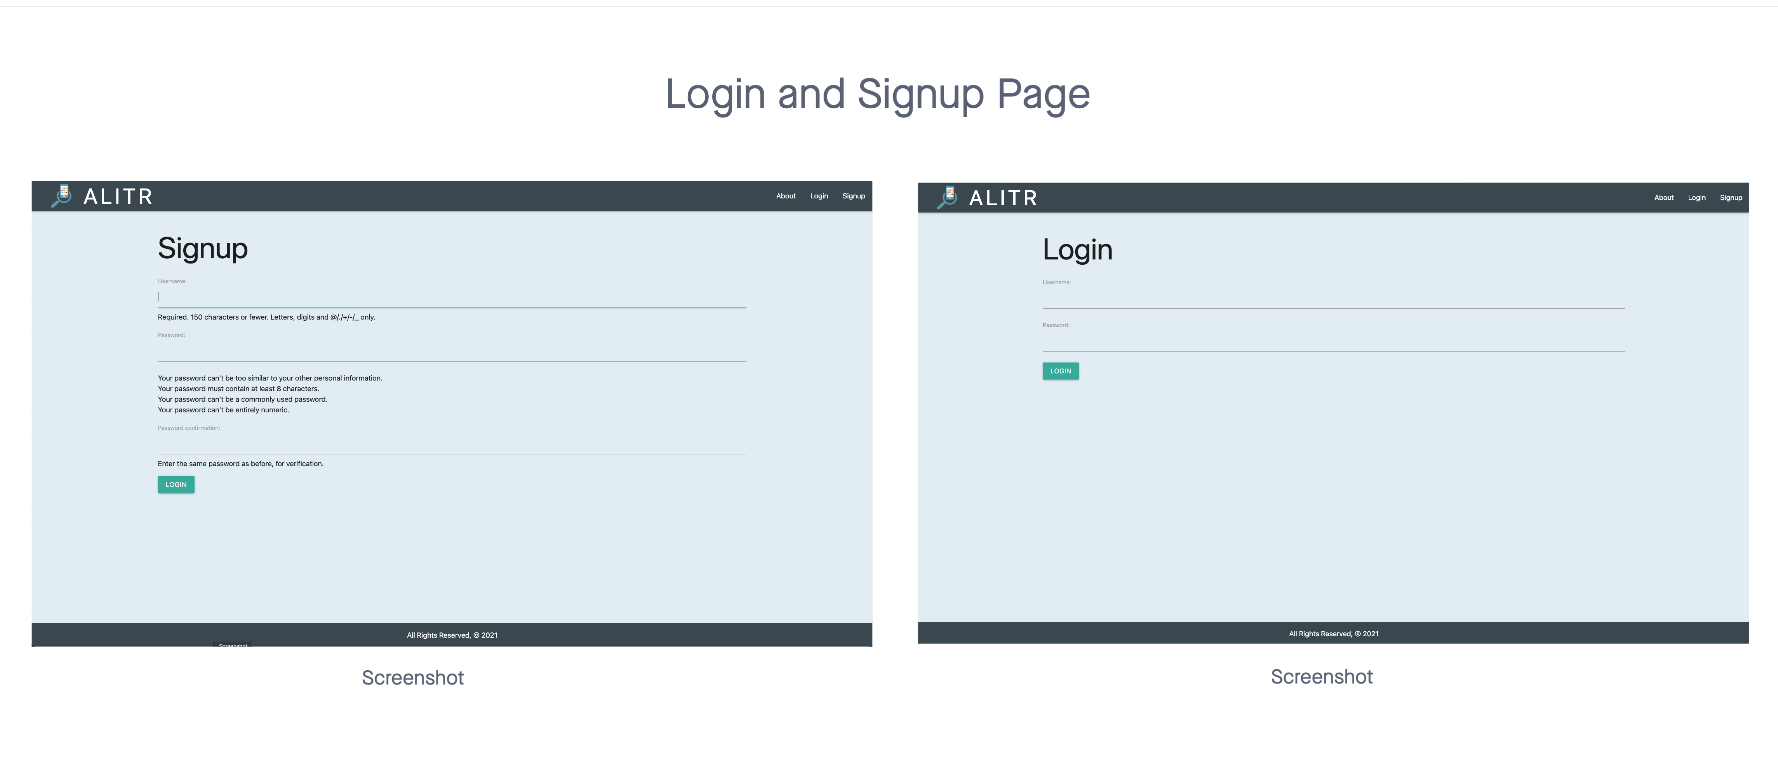 Login and Signup Page
ALITR
About Login Signup
Signup
Username:
Required. 150 characters or fewer. Letters, digits and @/./+/-/_ only.
Password:
Your password can't be too similar to your other personal information.
Your password must contain at least 8 characters.
Your password can't be a commonly used password.
Your password can't be entirely numeric.
Password confirmation:
Enter the same password as before, for verification.
LOGIN
All Rights Reserved, © 2021
Screenshot
Screenshot
ALITR
About Login Signup
Login
Username:
Password:
LOGIN
All Rights Reserved, © 2021
Screenshot